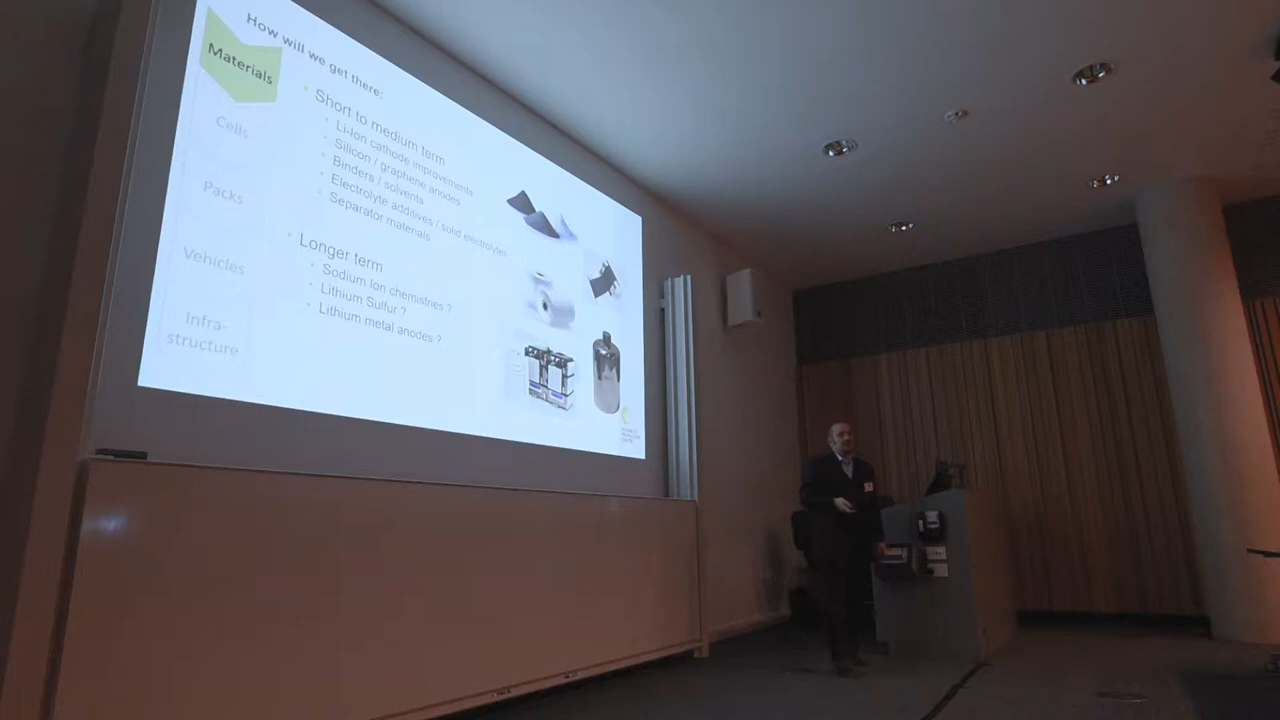 How will we get there:
Materials
Cells
Packs
Vehicles
Infra-
structure
Short to medium term
Li-Ion cathode improvements
Silicon / graphene anodes
Binders / solvents
Electrolyte additives / solid electrolytes
Separator materials
Longer term
Sodium Ion chemistries ?
Lithium Sulfur ?
Lithium metal anodes ?